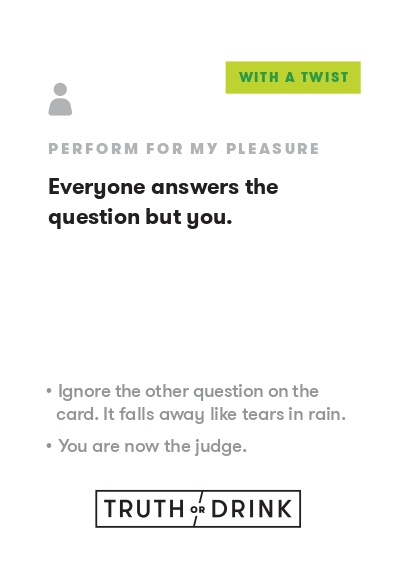 WITH A TWIST
PERFORM FOR MY PLEASURE
Everyone answers the
question but you.
• Ignore the other question on the
card. It falls away like tears in rain.
• You are now the judge.
TRUTH OR DRINK